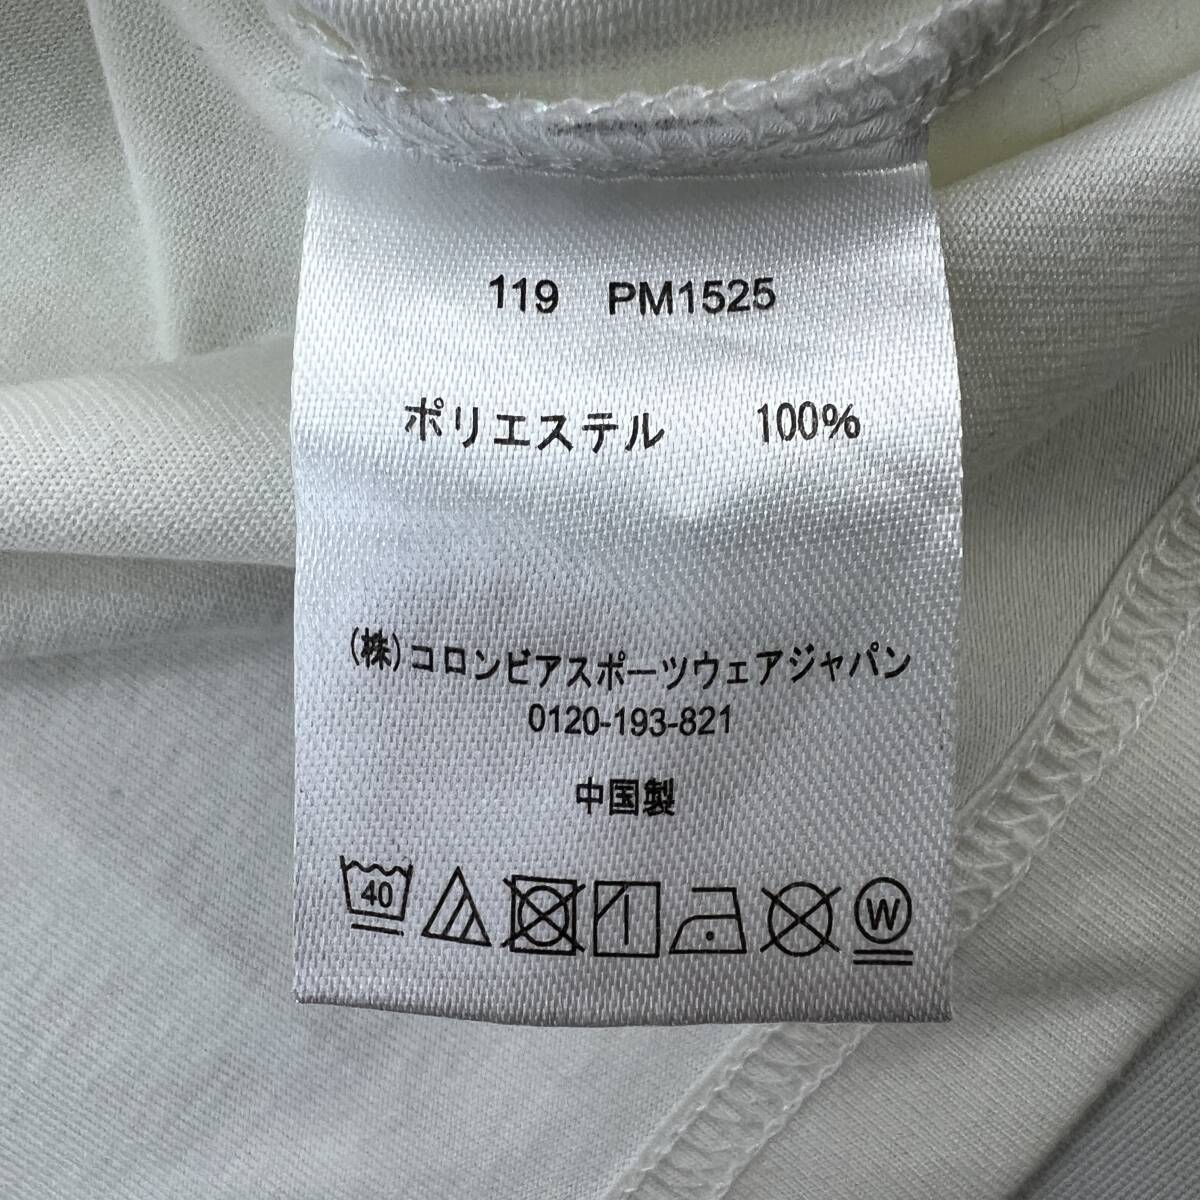 119 PM1525
ポリエステル 100%
(株)コロンビアスポーツウェアジャパン
0120-193-821
中国製
40 W